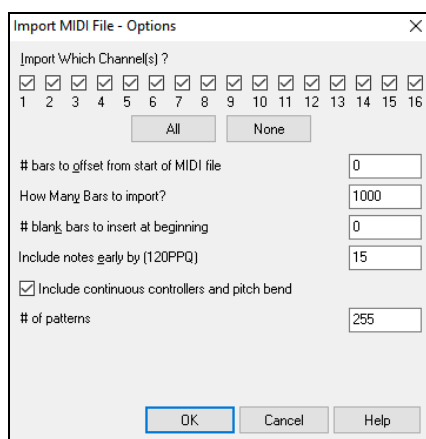 Import MIDI File - Options
Import Which Channel(s) ?
1 2 3 4 5 6 7 8 9 10 11 12 13 14 15 16
All None
# bars to offset from start of MIDI file 0
How Many Bars to import? 1000
# blank bars to insert at beginning 0
Include notes early by (120PPQ) 15
Include continuous controllers and pitch bend
# of patterns 255
OK Cancel Help